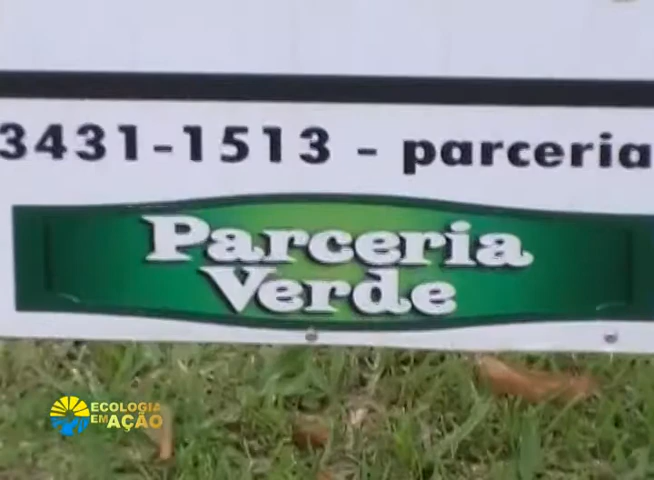 3431-1513 - parceria
Parceria
Verde
ECOLOGIA
EM AÇÃO